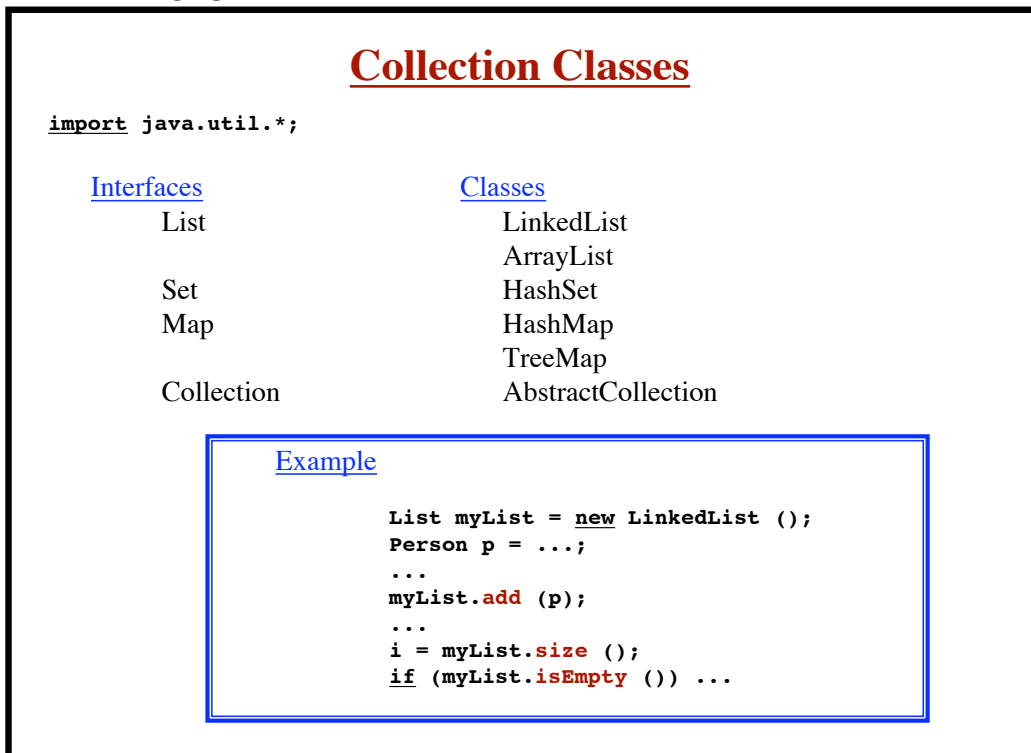 Collection Classes
import java.util.*;
Interfaces Classes
List LinkedList
ArrayList
Set HashSet
Map HashMap
TreeMap
Collection AbstractCollection
Example
List myList = new LinkedList ();
Person p = ...;
...
myList.add (p);
...
i = myList.size ();
if (myList.isEmpty ()) ...